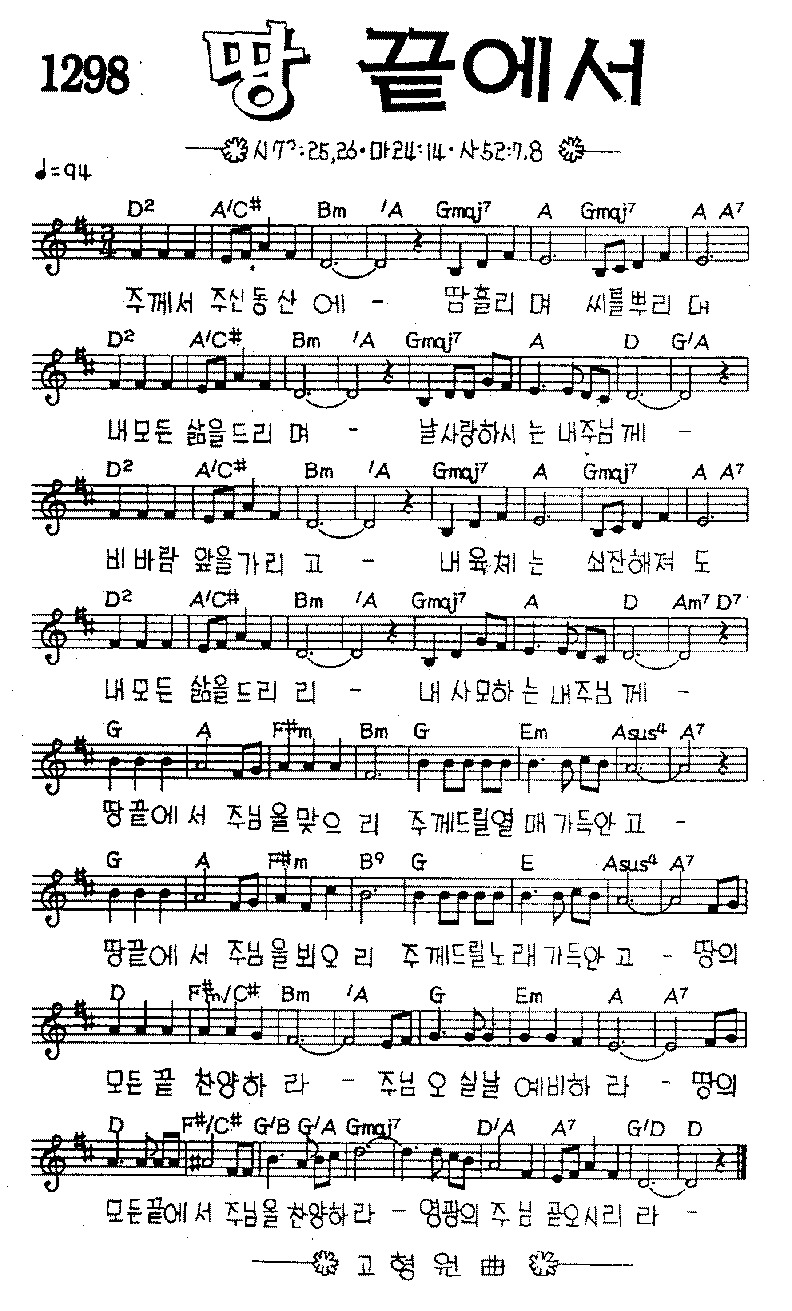 1298
땅 끝에서
시73:25,26·마24:14·사52:7.8
♩=94
D2 A/C# Bm /A Gmaj7 A Gmaj7 A A7
주께서 주신동산 에 - 땀흘리 며 씨를뿌리 며
D2 A/C# Bm /A Gmaj7 A D G/A
내모든 삶을드리 며 - 날사랑하시 는 내주님께 -
D2 A/C# Bm /A Gmaj7 A Gmaj7 A A7
비바람 앞을가리 고 - 내육체 는 쇠잔해져 도
D2 A/C# Bm /A Gmaj7 A D Am7 D7
내모든 삶을드리 리 - 내사모하 는 내주님께 -
G A F#m Bm G Em Asus4 A7
땅끝에 서 주님을맞으 리 주께드릴열 매 가득안 고 -
G A F#m B9 G E Asus4 A7
땅끝에 서 주님을뵈오 리 주께드릴노 래 가득안 고 - 땅의
D F#m/C# Bm /A G Em A A7
모든 끝 찬양하 라 - 주님 오 실날 예비하 라 - 땅의
D F#/C# G/B G/A Gmaj7 D/A A7 G/D D
모든끝에 서 주님을 찬양하 라 - 영광의 주 님 곧오시리 라 -
고 형 원 曲